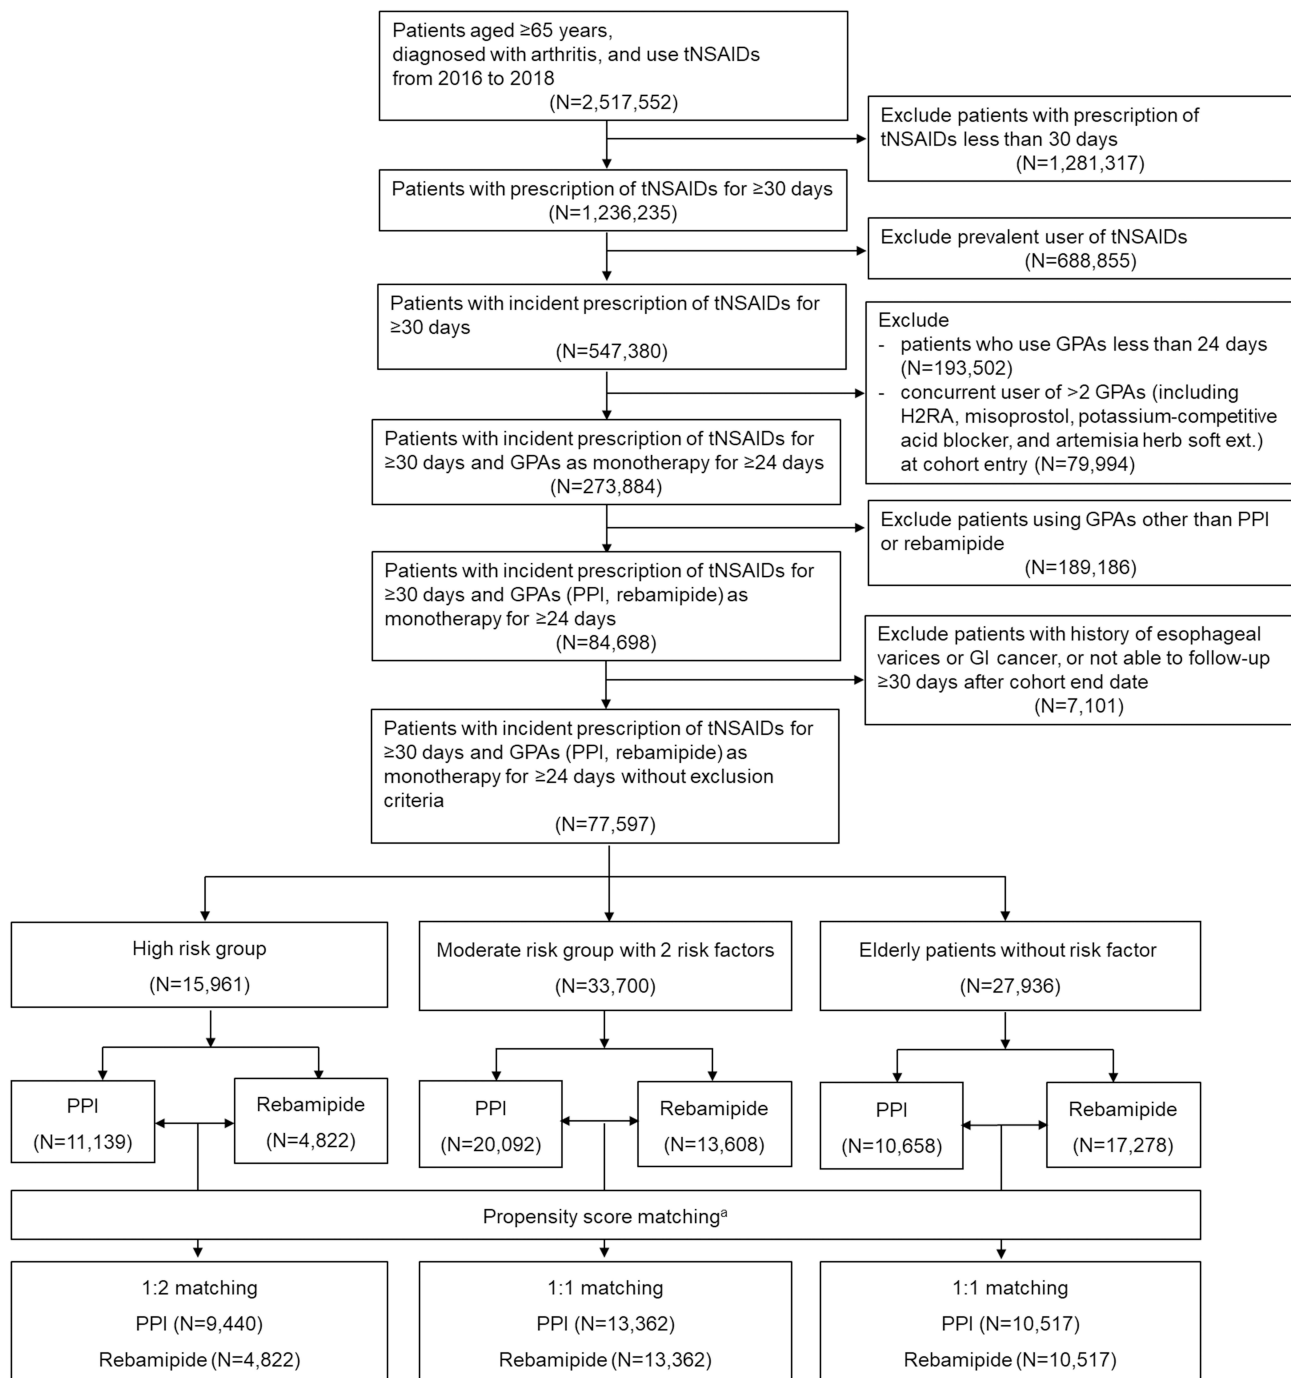 Patients aged ≥65 years,
diagnosed with arthritis, and use tNSAIDs
from 2016 to 2018
(N=2,517,552)
Exclude patients with prescription of
tNSAIDs less than 30 days
(N=1,281,317)
Patients with prescription of tNSAIDs for ≥30 days
(N=1,236,235)
Exclude prevalent user of tNSAIDs
(N=688,855)
Patients with incident prescription of tNSAIDs for
≥30 days
(N=547,380)
Exclude
- patients who use GPAs less than 24 days
(N=193,502)
- concurrent user of >2 GPAs (including
H2RA, misoprostol, potassium-competitive
acid blocker, and artemisia herb soft ext.)
at cohort entry (N=79,994)
Patients with incident prescription of tNSAIDs for
≥30 days and GPAs as monotherapy for ≥24 days
(N=273,884)
Exclude patients using GPAs other than PPI
or rebamipide
(N=189,186)
Patients with incident prescription of tNSAIDs for
≥30 days and GPAs (PPI, rebamipide) as
monotherapy for ≥24 days
(N=84,698)
Exclude patients with history of esophageal
varices or GI cancer, or not able to follow-up
≥30 days after cohort end date
(N=7,101)
Patients with incident prescription of tNSAIDs for
≥30 days and GPAs (PPI, rebamipide) as
monotherapy for ≥24 days without exclusion
criteria
(N=77,597)
High risk group
(N=15,961)
Moderate risk group with 2 risk factors
(N=33,700)
Elderly patients without risk factor
(N=27,936)
PPI
(N=11,139)
Rebamipide
(N=4,822)
PPI
(N=20,092)
Rebamipide
(N=13,608)
PPI
(N=10,658)
Rebamipide
(N=17,278)
Propensity score matchingᵃ
1:2 matching
PPI (N=9,440)
Rebamipide (N=4,822)
1:1 matching
PPI (N=13,362)
Rebamipide (N=13,362)
1:1 matching
PPI (N=10,517)
Rebamipide (N=10,517)